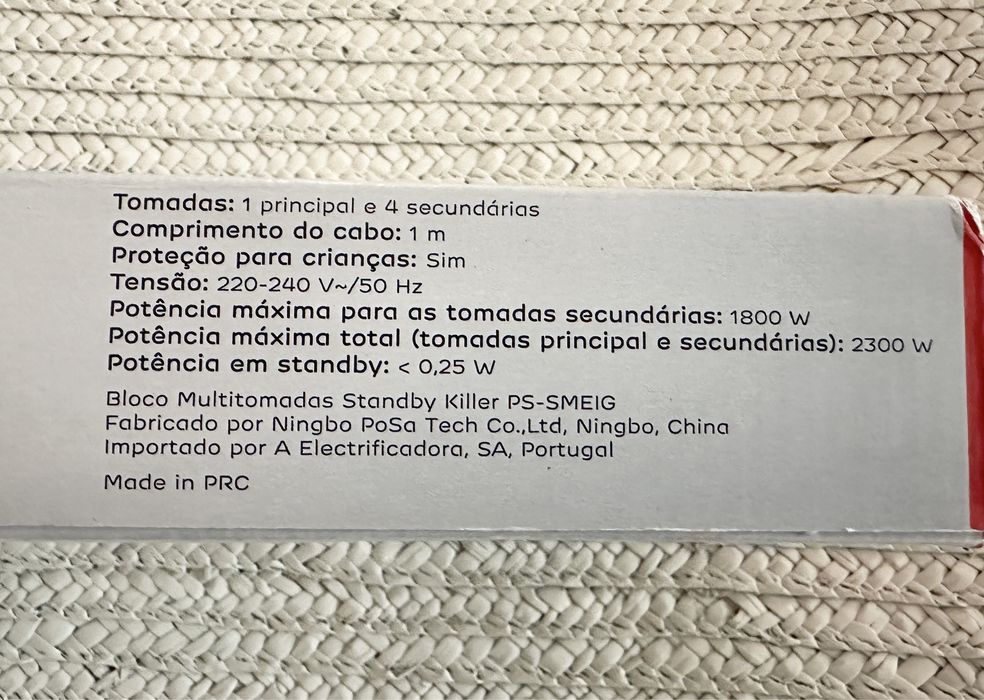 Tomadas: 1 principal e 4 secundárias
Comprimento do cabo: 1 m
Proteção para crianças: Sim
Tensão: 220-240 V~/50 Hz
Potência máxima para as tomadas secundárias: 1800 W
Potência máxima total (tomadas principal e secundárias): 2300 W
Potência em standby: < 0,25 W
Bloco Multitomadas Standby Killer PS-SMEIG
Fabricado por Ningbo PoSa Tech Co.,Ltd, Ningbo, China
Importado por A Electrificadora, SA, Portugal
Made in PRC